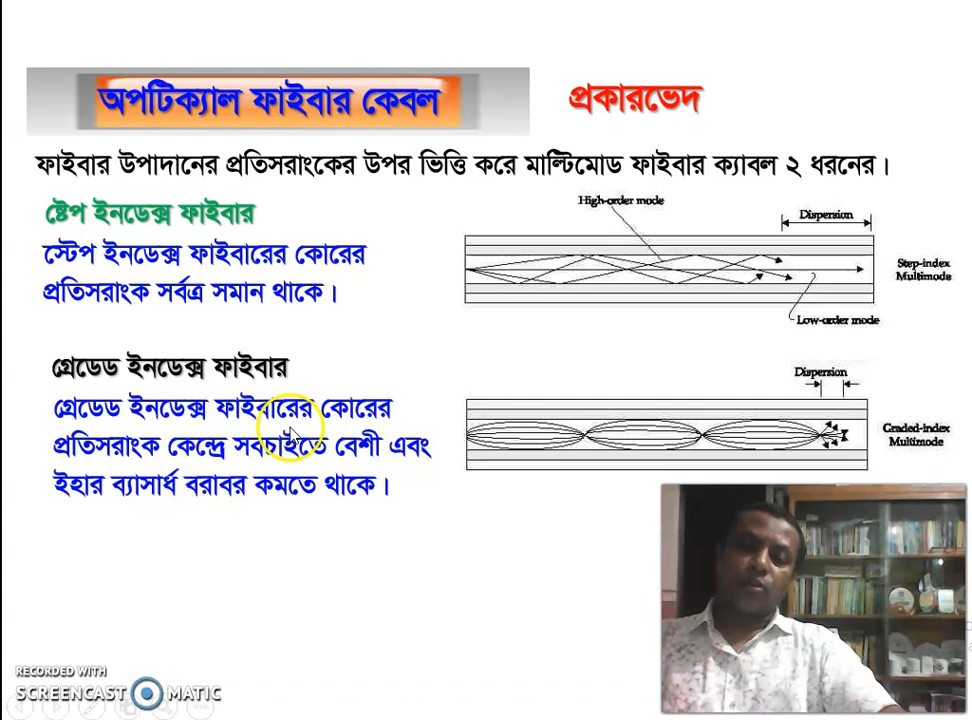 অপটিক্যাল ফাইবার কেবল
প্রকারভেদ
ফাইবার উপাদানের প্রতিসরাংকের উপর ভিত্তি করে মাল্টিমোড ফাইবার ক্যাবল ২ ধরনের।
ষ্টেপ ইনডেক্স ফাইবার
স্টেপ ইনডেক্স ফাইবারের কোরের
প্রতিসরাংক সর্বত্র সমান থাকে।
High-order mode
Dispersion
Step-index
Multimode
Low-order mode
গ্রেডেড ইনডেক্স ফাইবার
গ্রেডেড ইনডেক্স ফাইবারের কোরের
প্রতিসরাংক কেন্দ্রে সবচাইতে বেশী এবং
ইহার ব্যাসার্ধ বরাবর কমতে থাকে।
Dispersion
Graded-index
Multimode
RECORDED WITH
SCREENCAST MATIC